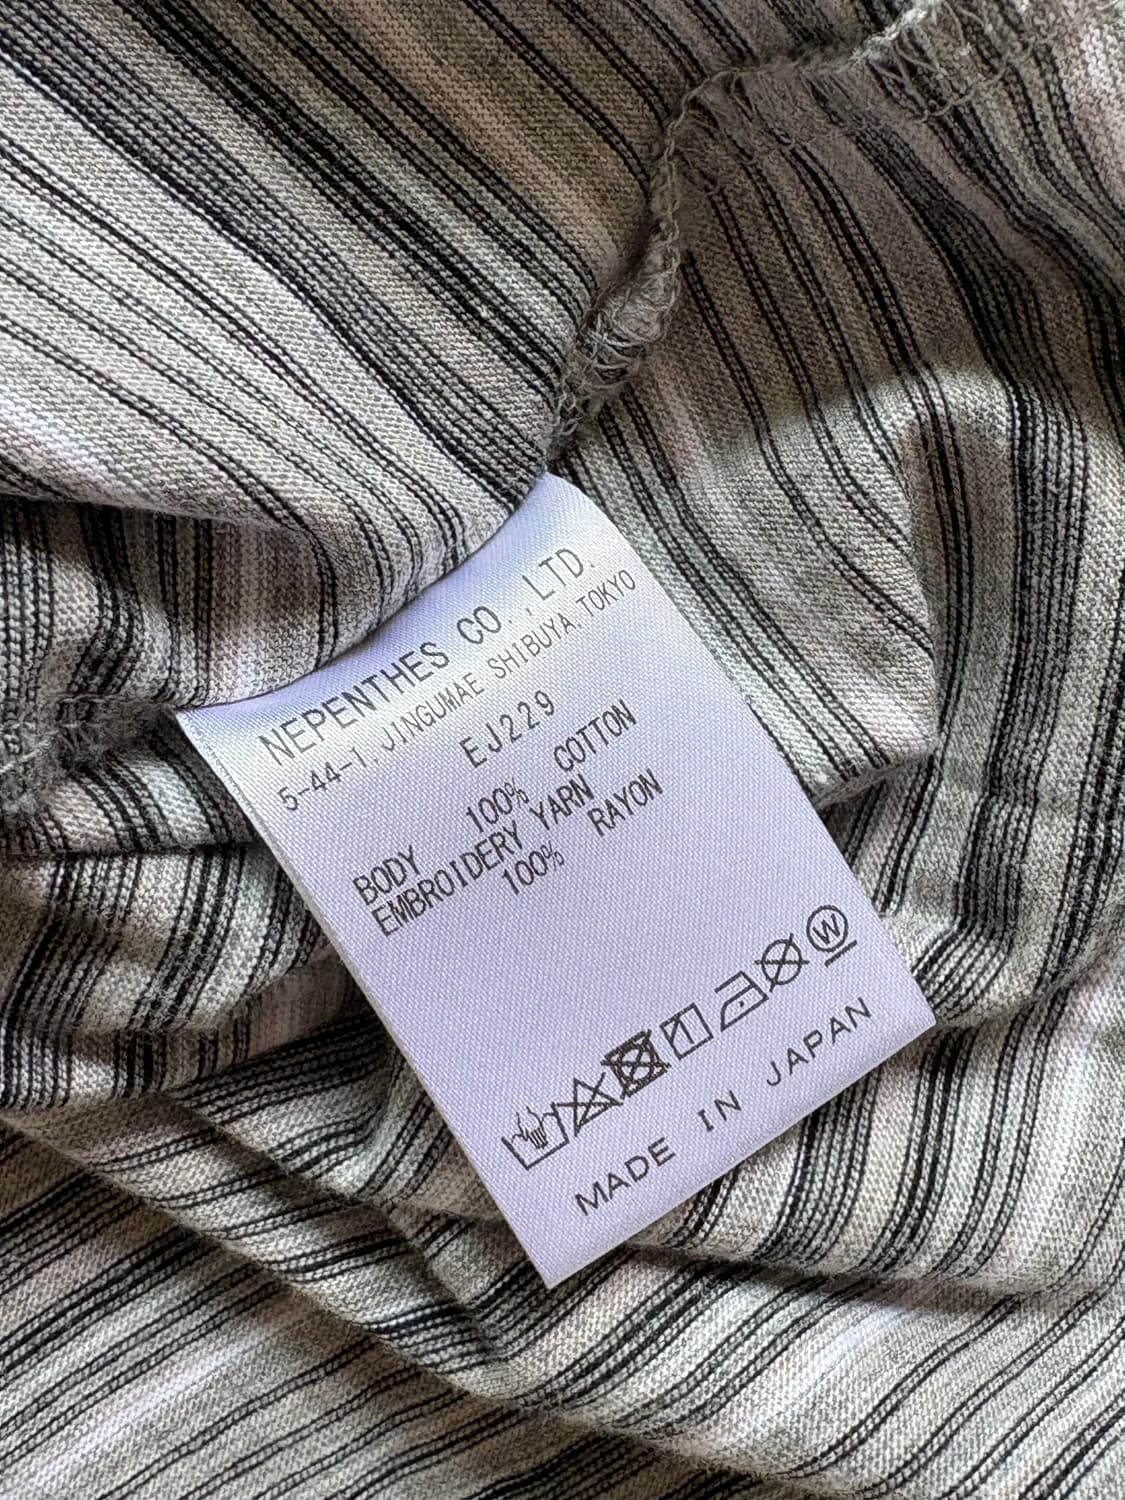 NEPENTHES CO.,LTD.
5-44-1,JINGUMAE SHIBUYA,TOKYO
EJ229
100% COTTON
BODY
EMBROIDERY YARN
100% RAYON
W
MADE IN JAPAN